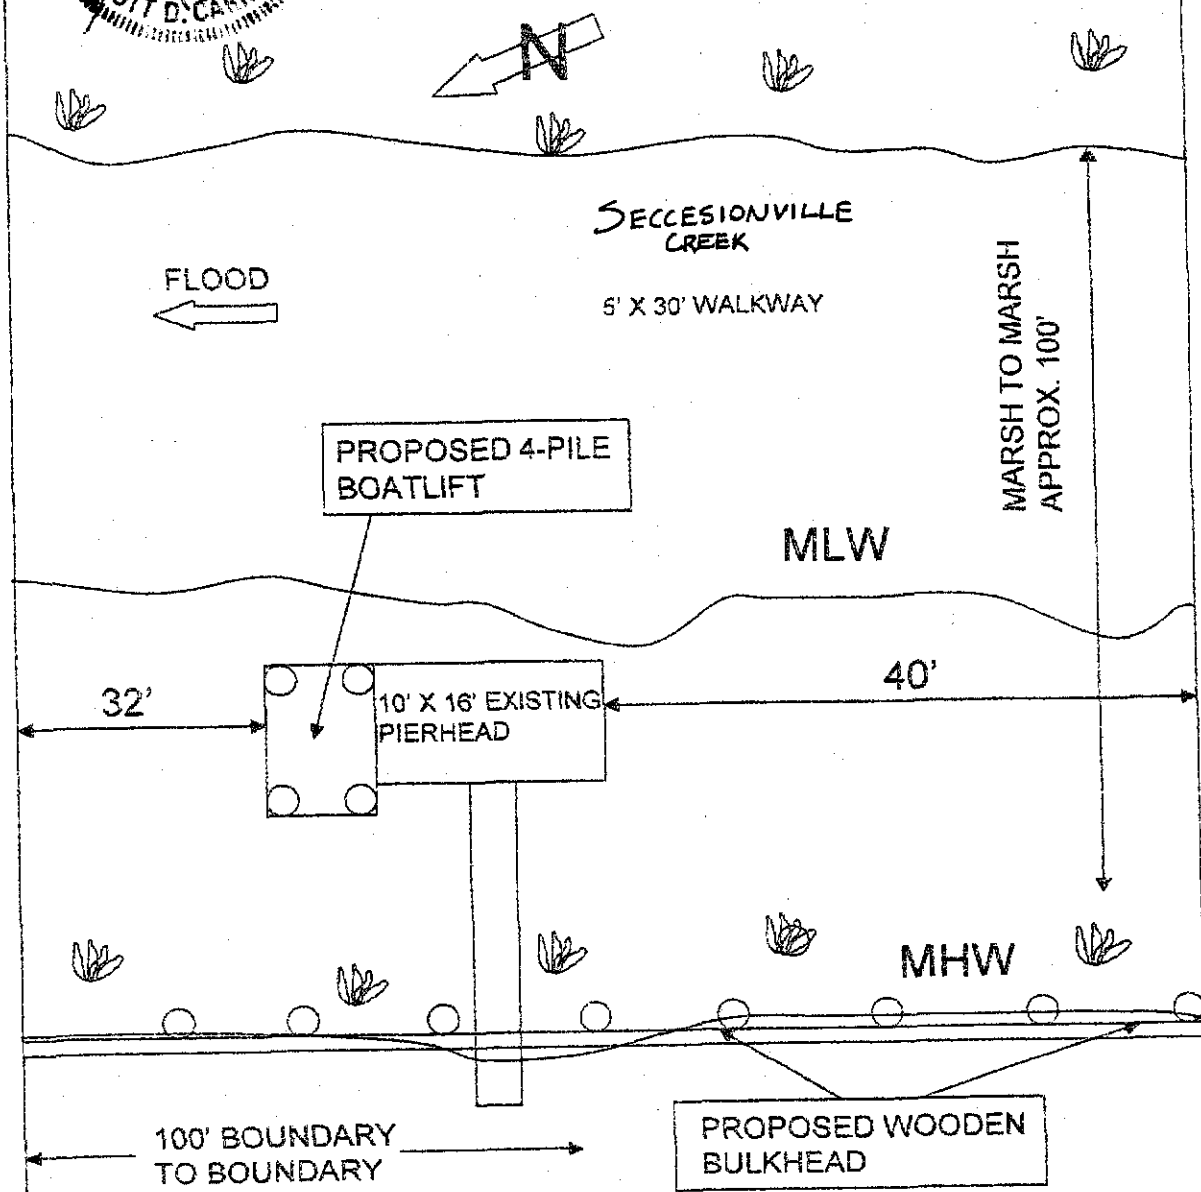 N
SECCESIONVILLE
CREEK
FLOOD
5' X 30' WALKWAY
MARSH TO MARSH
APPROX. 100'
PROPOSED 4-PILE
BOATLIFT
MLW
32'
10' X 16' EXISTING
PIERHEAD
40'
MHW
100' BOUNDARY
TO BOUNDARY
PROPOSED WOODEN
BULKHEAD